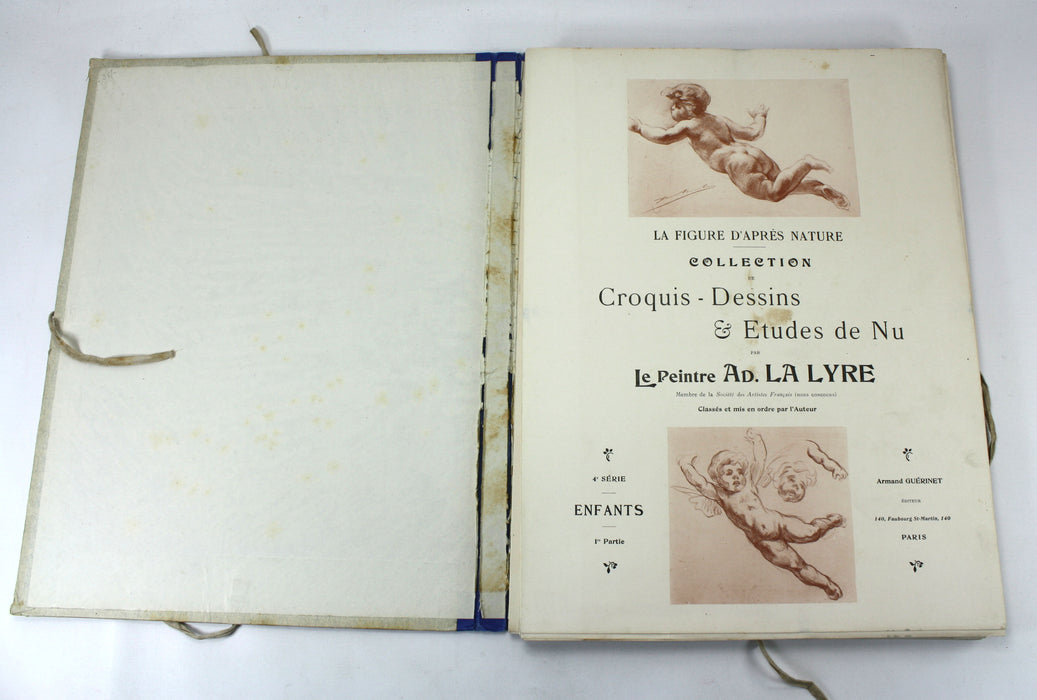 LA FIGURE D'APRÈS NATURE
COLLECTION
DE
Croquis - Dessins
& Etudes de Nu
PAR
Le Peintre AD. LA LYRE
Membre de la Société des Artistes Français (HORS CONCOURS)
Classés et mis en ordre par l'Auteur
4e SÉRIE
ENFANTS
1re Partie
Armand GUÉRINET
ÉDITEUR
140, Faubourg St-Martin, 140
PARIS